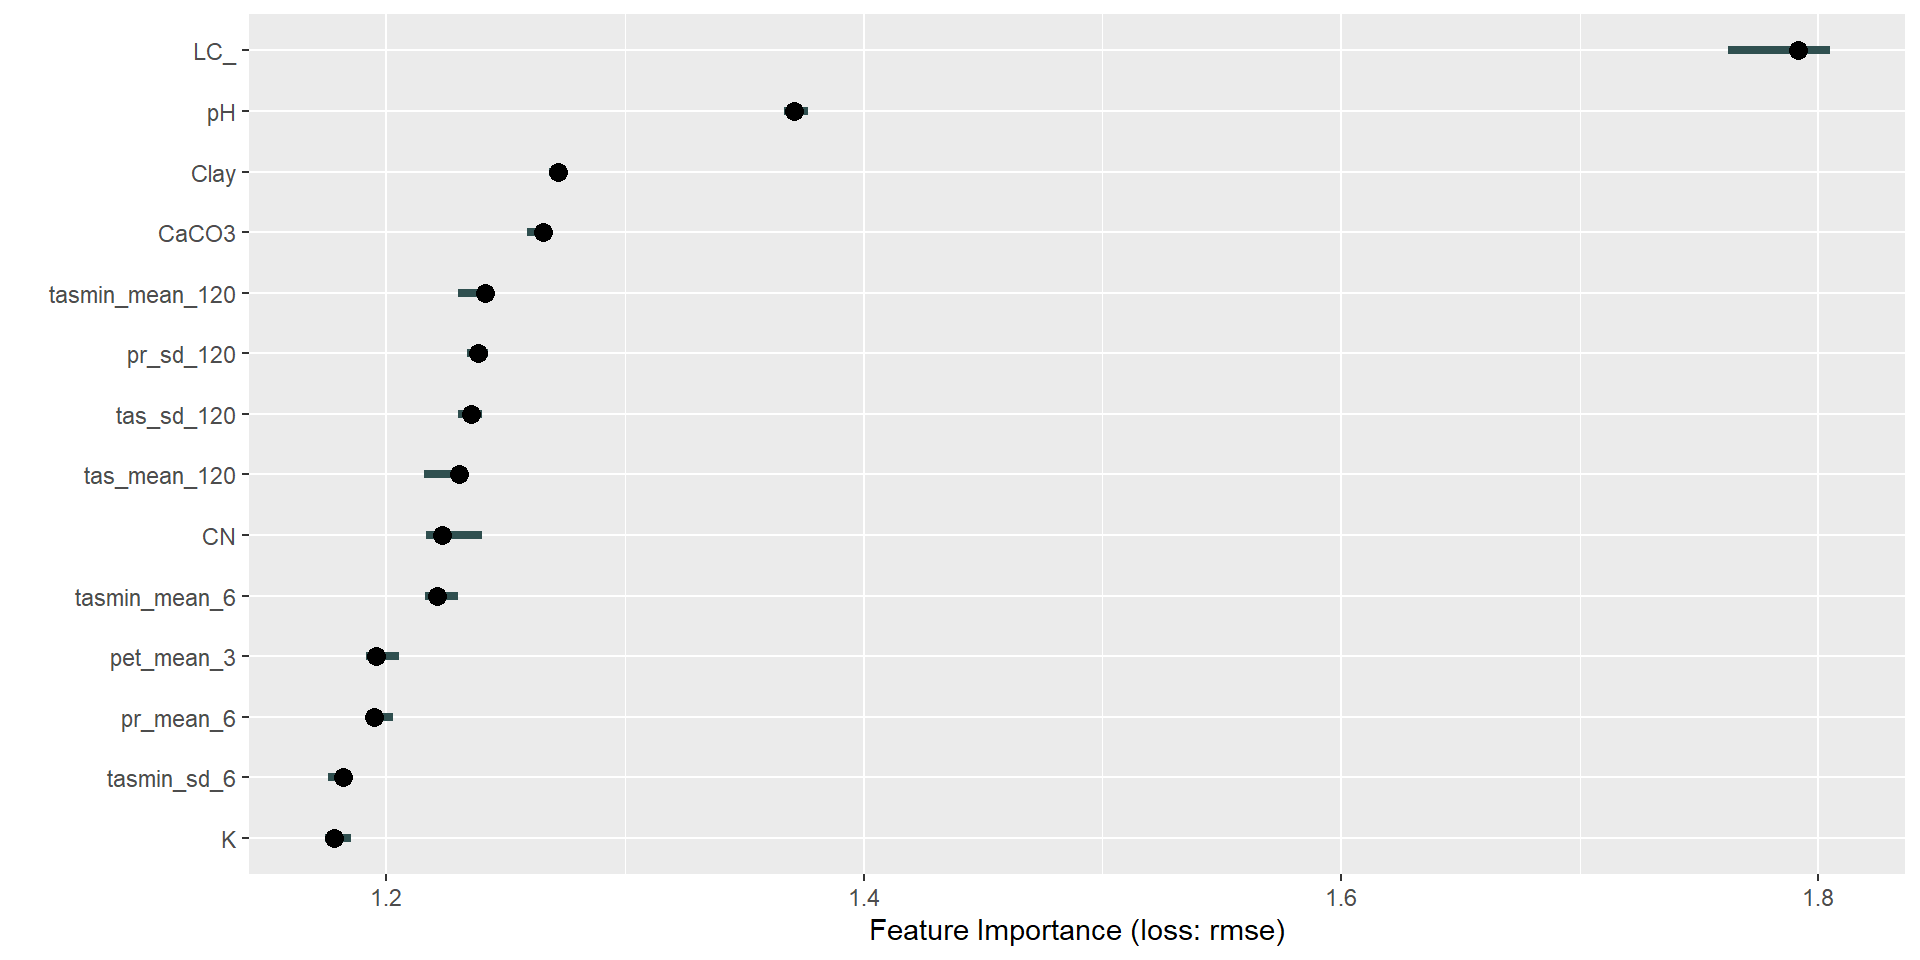 LC_
pH
Clay
CaCO3
tasmin_mean_120
pr_sd_120
tas_sd_120
tas_mean_120
CN
tasmin_mean_6
pet_mean_3
pr_mean_6
tasmin_sd_6
K
1.2 1.4 1.6 1.8
Feature Importance (loss: rmse)